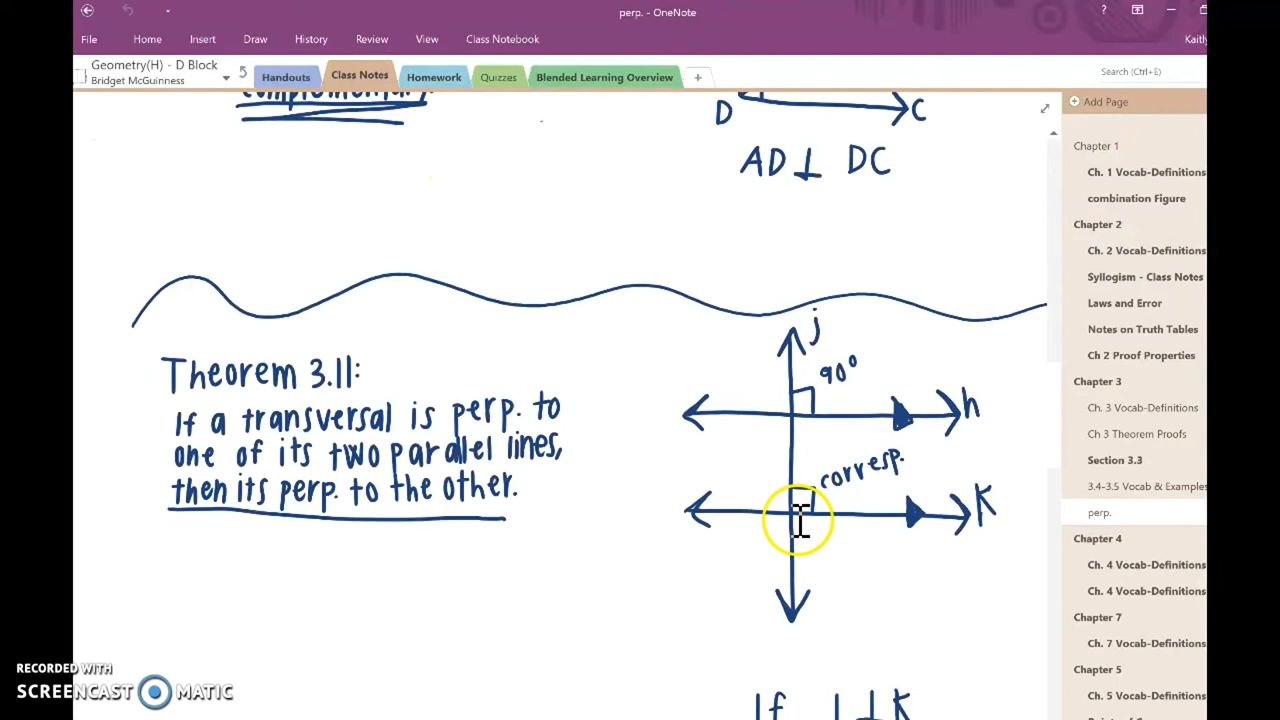 perp. - OneNote
?
File Home Insert Draw History Review View Class Notebook
Kaitly
Geometry(H) - D Block
Bridget McGuinness
Handouts Class Notes Homework Quizzes Blended Learning Overview +
Search (Ctrl+E)
complementary.
D C
AD ⊥ DC
Theorem 3.11:
If a transversal is perp. to
one of its two parallel lines,
then its perp. to the other.
j
90°
h
corresp.
K
If ⊥ K
Add Page
Chapter 1
Ch. 1 Vocab-Definitions
combination Figure
Chapter 2
Ch. 2 Vocab-Definitions
Syllogism - Class Notes
Laws and Error
Notes on Truth Tables
Ch 2 Proof Properties
Chapter 3
Ch. 3 Vocab-Definitions
Ch 3 Theorem Proofs
Section 3.3
3.4-3.5 Vocab & Examples
perp.
Chapter 4
Ch. 4 Vocab-Definitions
Ch. 4 Vocab-Definitions
Chapter 7
Ch. 7 Vocab-Definitions
Chapter 5
Ch. 5 Vocab-Definitions
RECORDED WITH
SCREENCAST MATIC